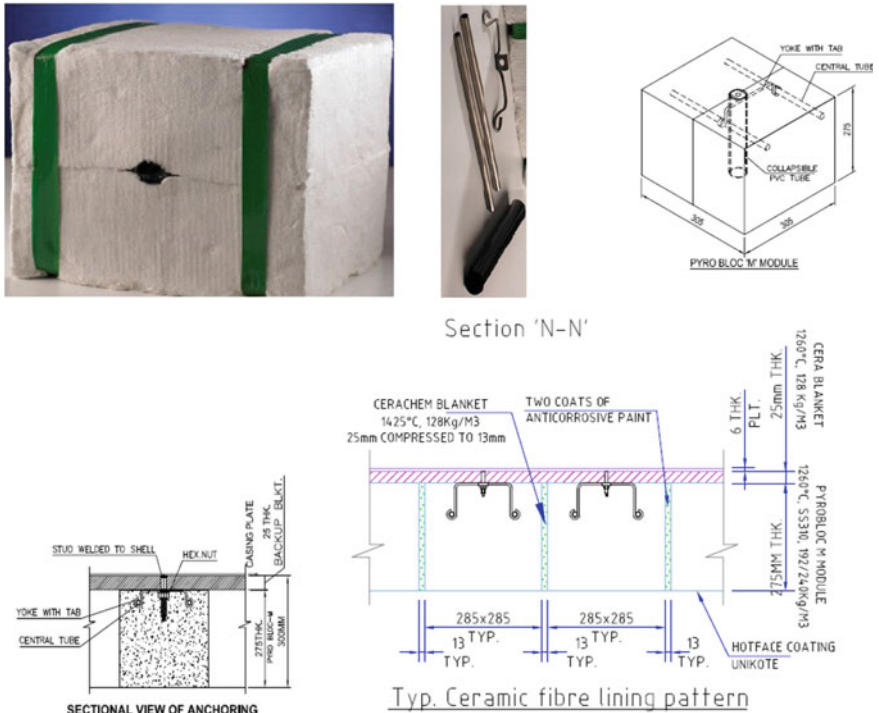 YOKE WITH TAB
CENTRAL TUBE
275
COLLAPSIBLE
PVC TUBE
305
305
PYRO BLOC 'M' MODULE
Section 'N-N'
CERACHEM BLANKET
1425°C, 128Kg/M3
25mm COMPRESSED TO 13mm
TWO COATS OF
ANTICORROSIVE PAINT
6 THK.
PLT.
25mm THK.
CERA BLANKET
1260°C, 128 Kg/M3
275MM THK.
PYROBLOC M MODULE
1260°C, SS310, 192/240Kg/M3
285x285
TYP.
285x285
TYP.
13
TYP.
13
TYP.
13
TYP.
HOTFACE COATING
UNIKOTE
Typ. Ceramic fibre lining pattern
CASING PLATE
25 THK.
BACKUP BLKT.
STUD WELDED TO SHELL
HEX.NUT
YOKE WITH TAB
CENTRAL TUBE
275THK.
PYRO BLOC-M
300MM
SECTIONAL VIEW OF ANCHORING